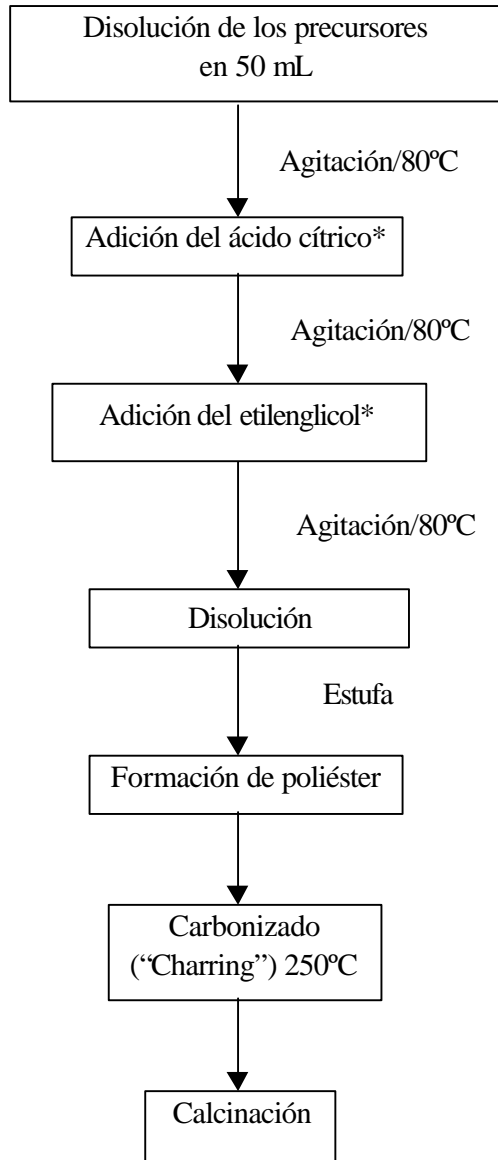 Disolución de los precursores
en 50 mL
Agitación/80ºC
Adición del ácido cítrico*
Agitación/80ºC
Adición del etilenglicol*
Agitación/80ºC
Disolución
Estufa
Formación de poliéster
Carbonizado
(“Charring”) 250ºC
Calcinación